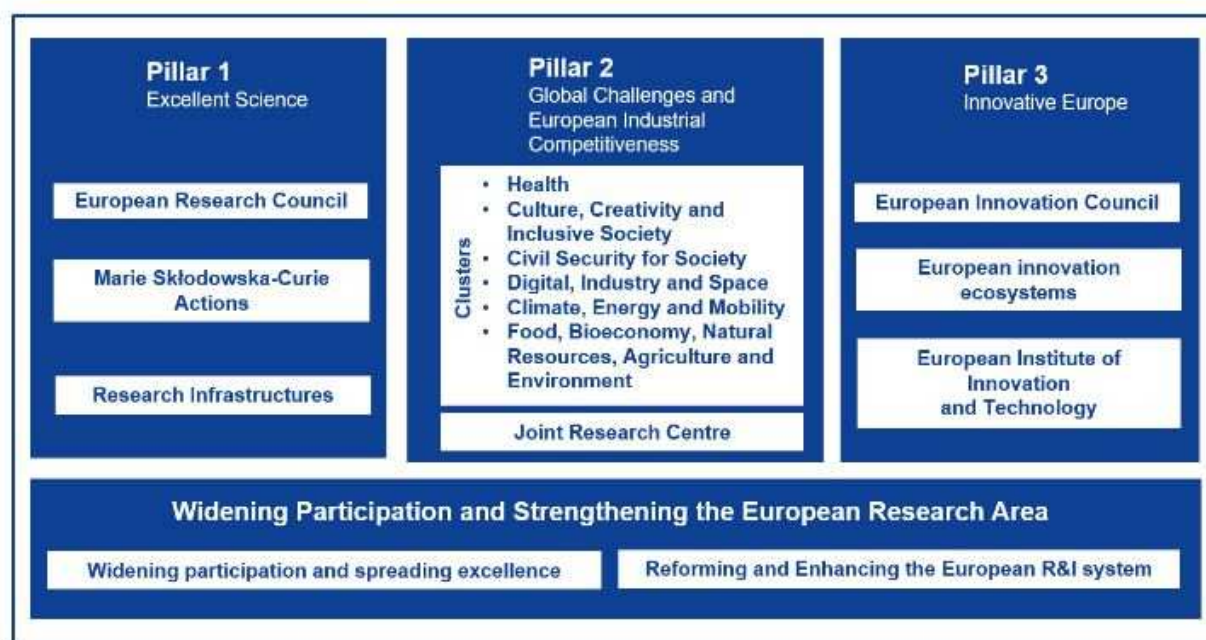 Pillar 1
Excellent Science
European Research Council
Marie Skłodowska-Curie
Actions
Research Infrastructures
Pillar 2
Global Challenges and
European Industrial
Competitiveness
Clusters
• Health
• Culture, Creativity and
Inclusive Society
• Civil Security for Society
• Digital, Industry and Space
• Climate, Energy and Mobility
• Food, Bioeconomy, Natural
Resources, Agriculture and
Environment
Joint Research Centre
Pillar 3
Innovative Europe
European Innovation Council
European innovation
ecosystems
European Institute of
Innovation
and Technology
Widening Participation and Strengthening the European Research Area
Widening participation and spreading excellence
Reforming and Enhancing the European R&I system